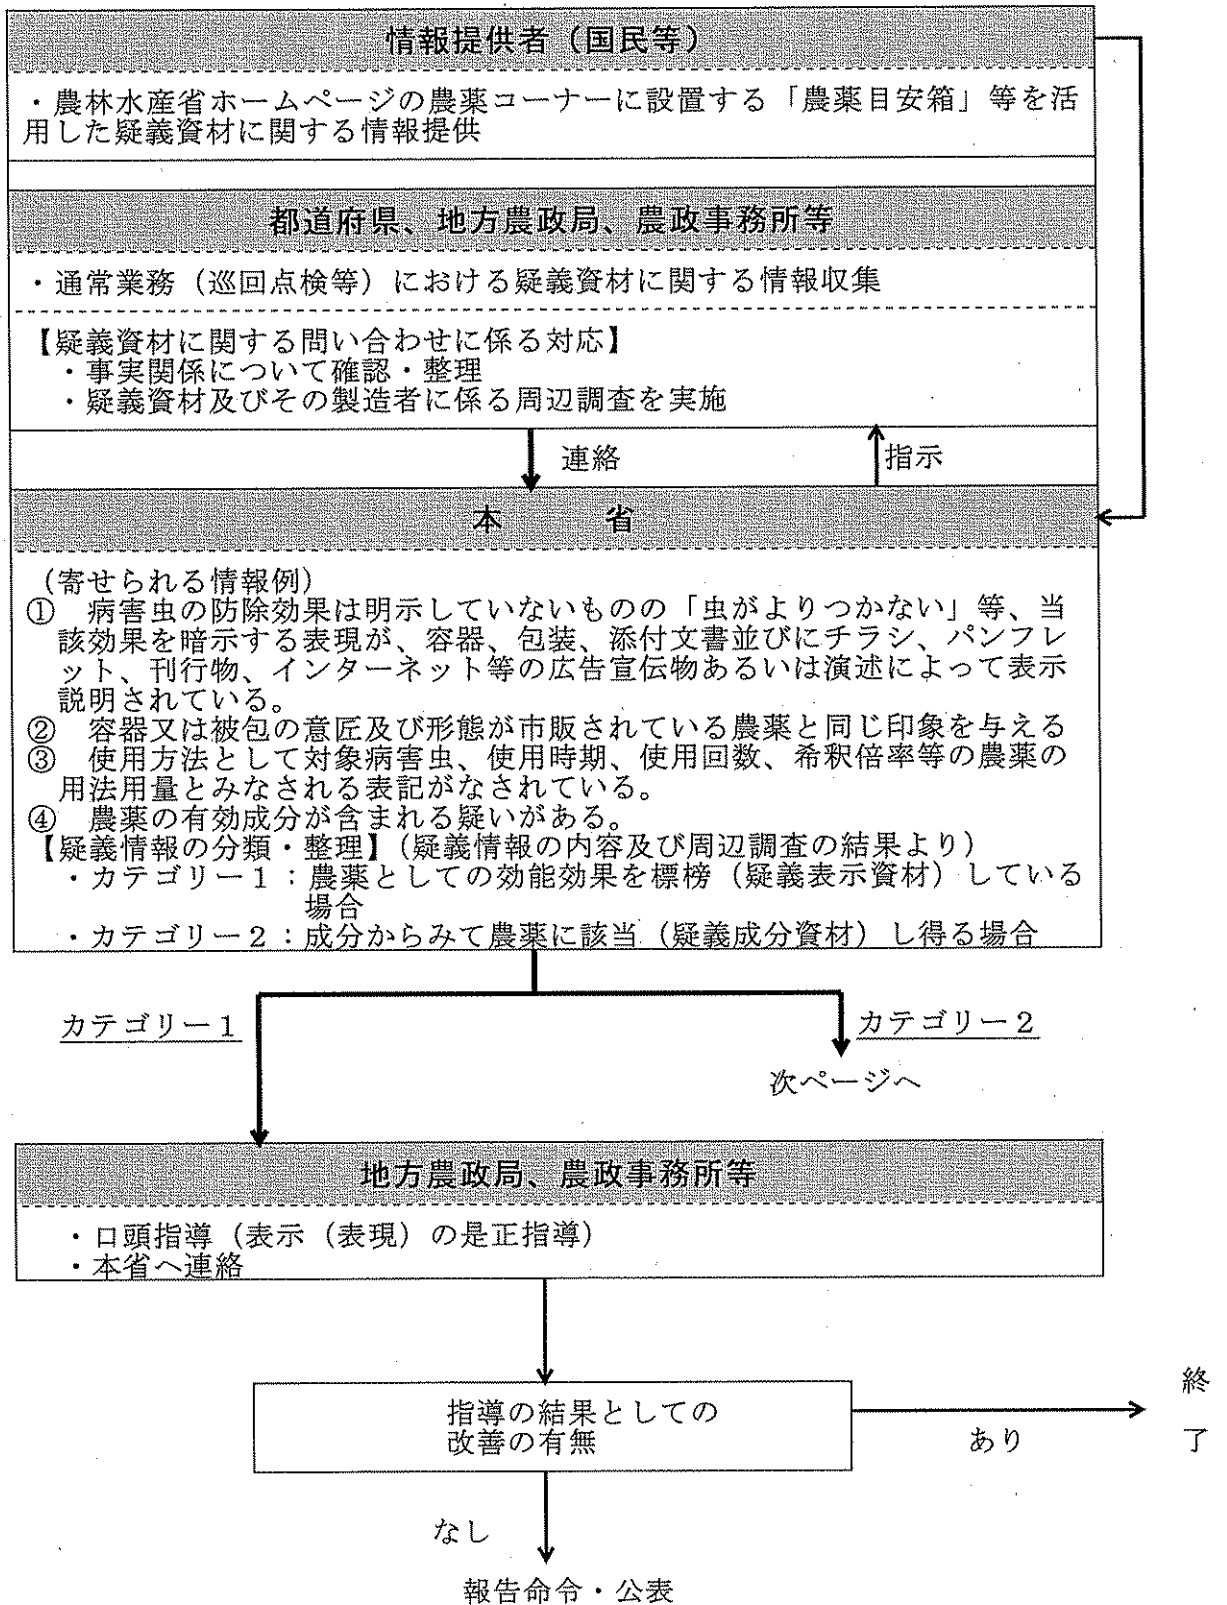 情報提供者（国民等）
・農林水産省ホームページの農薬コーナーに設置する「農薬目安箱」等を活
用した疑義資材に関する情報提供
都道府県、地方農政局、農政事務所等
・通常業務（巡回点検等）における疑義資材に関する情報収集
【疑義資材に関する問い合わせに係る対応】
・事実関係について確認・整理
・疑義資材及びその製造者に係る周辺調査を実施
連絡
指示
本　　　省
（寄せられる情報例）
①　病害虫の防除効果は明示していないものの「虫がよりつかない」等、当
該効果を暗示する表現が、容器、包装、添付文書並びにチラシ、パンフレ
ット、刊行物、インターネット等の広告宣伝物あるいは演述によって表示
説明されている。
②　容器又は被包の意匠及び形態が市販されている農薬と同じ印象を与える
③　使用方法として対象病害虫、使用時期、使用回数、希釈倍率等の農薬の
用法用量とみなされる表記がなされている。
④　農薬の有効成分が含まれる疑いがある。
【疑義情報の分類・整理】（疑義情報の内容及び周辺調査の結果より）
・カテゴリー１：農薬としての効能効果を標榜（疑義表示資材）している
場合
・カテゴリー２：成分からみて農薬に該当（疑義成分資材）し得る場合
カテゴリー１
カテゴリー２
次ページへ
地方農政局、農政事務所等
・口頭指導（表示（表現）の是正指導）
・本省へ連絡
指導の結果としての
改善の有無
あり
終
了
なし
報告命令・公表